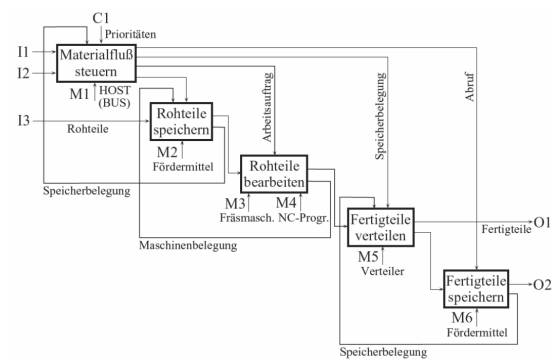 C1
Prioritäten
I1
I2
Materialfluß
steuern
M1
HOST
(BUS)
I3
Rohteile
Rohteile
speichern
M2
Fördermittel
Speicherbelegung
Arbeitsauftrag
Speicherbelegung
Abruf
Rohteile
bearbeiten
M3
M4
Fräsmasch.
NC-Progr.
Maschinenbelegung
Fertigteile
verteilen
M5
Verteiler
O1
Fertigteile
Fertigteile
speichern
O2
M6
Fördermittel
Speicherbelegung